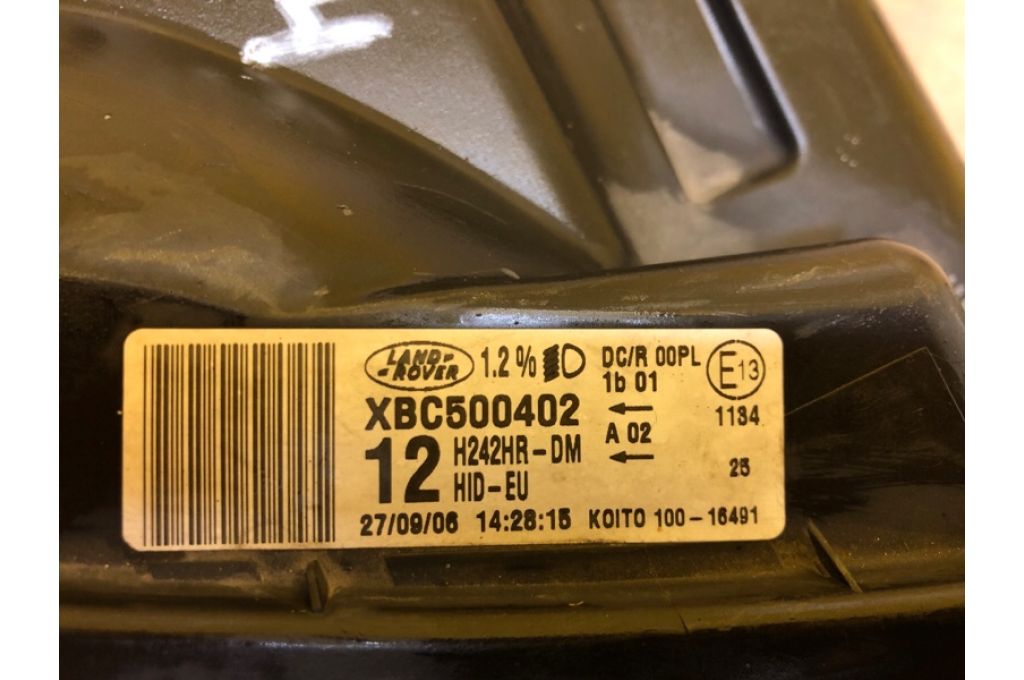 LAND-
-ROVER
1.2%
DC/R 00PL
1b 01
E13
XBC500402
A 02
1134
12
H242HR-DM
HID-EU
25
27/09/06 14:28:15 KOITO 100-16491